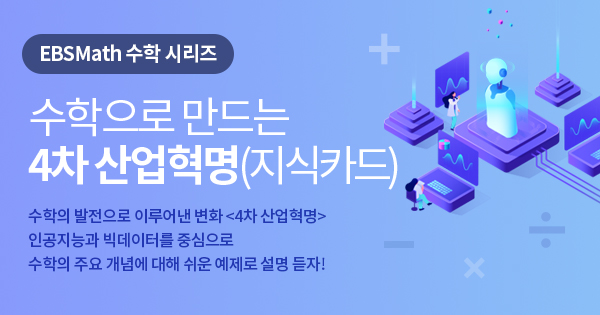 EBSMath 수학 시리즈
수학으로 만드는
4차 산업혁명(지식카드)
수학의 발전으로 이루어낸 변화 <4차 산업혁명>
인공지능과 빅데이터를 중심으로
수학의 주요 개념에 대해 쉬운 예제로 설명 듣자!